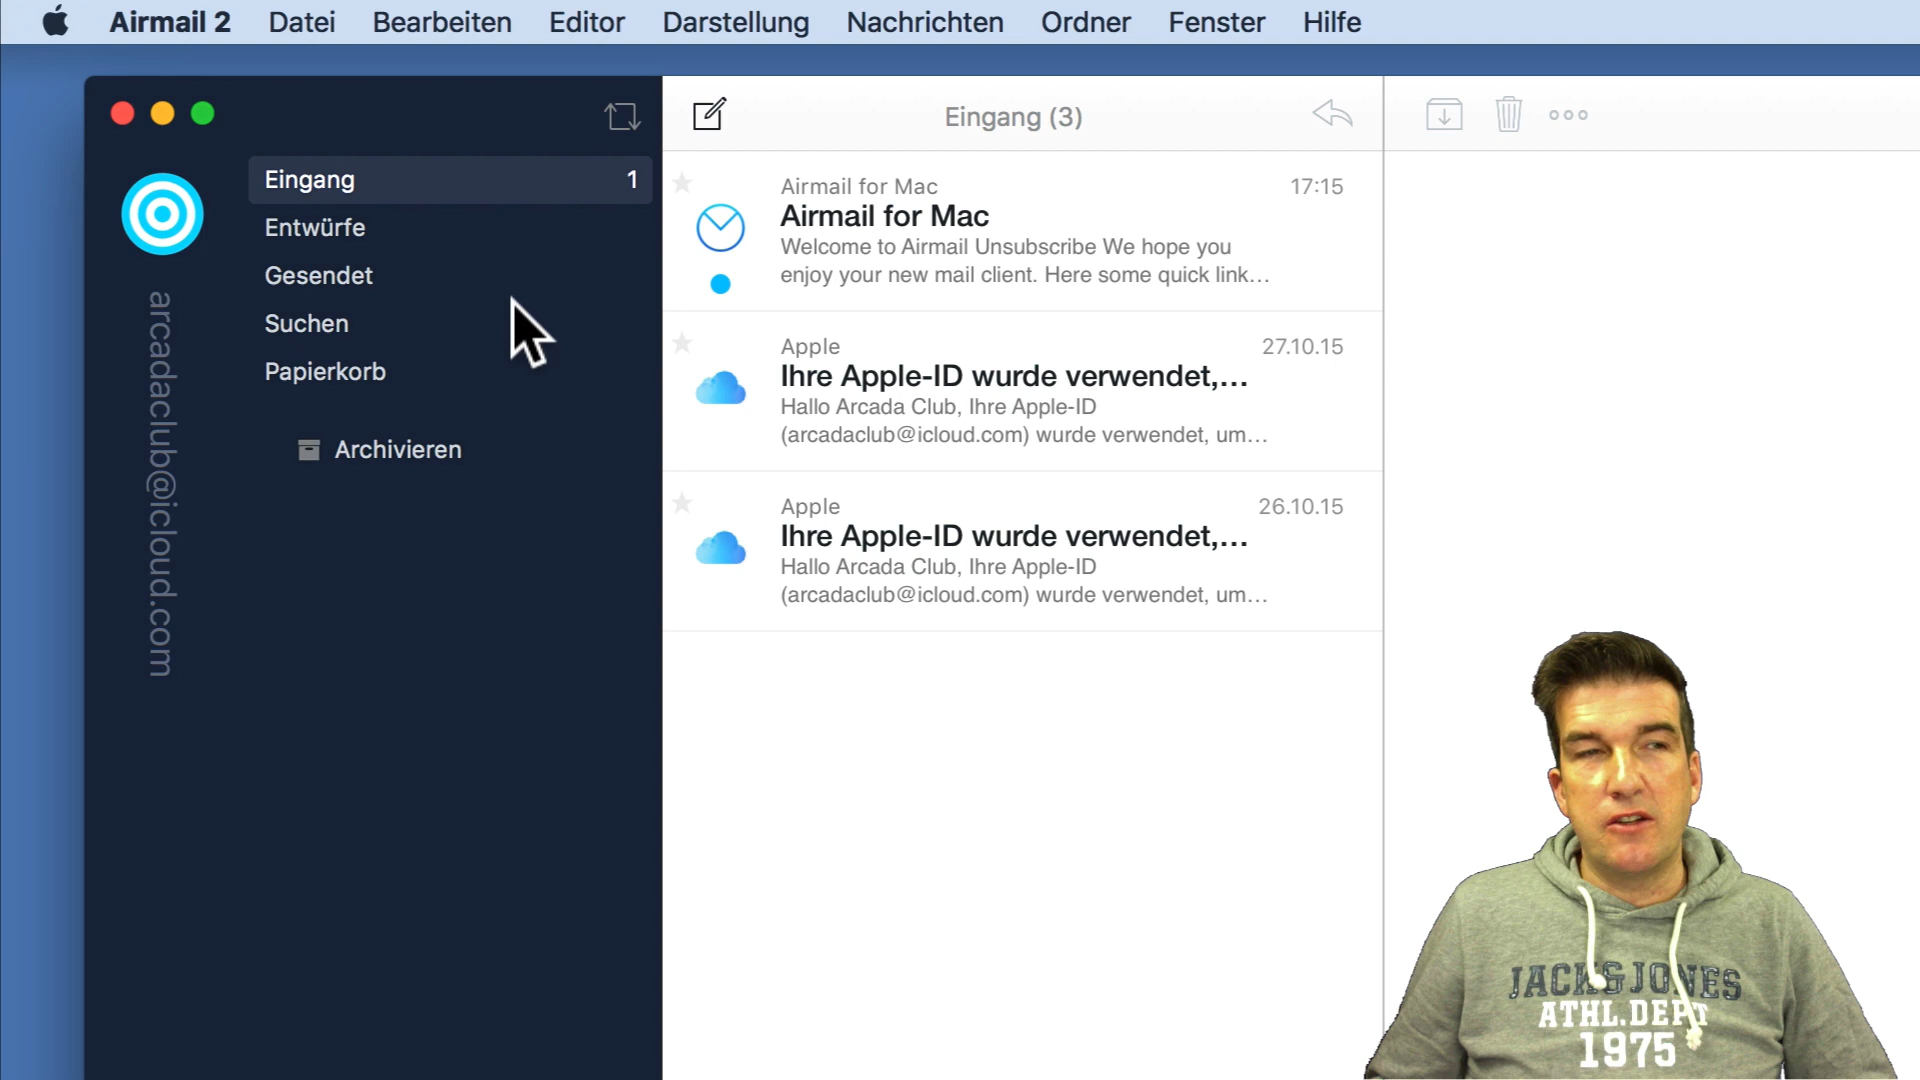 Airmail 2 Datei Bearbeiten Editor Darstellung Nachrichten Ordner Fenster Hilfe
Eingang 1
Entwürfe
Gesendet
Suchen
Papierkorb
Archivieren
arcadaclub@icloud.com
Eingang (3)
Airmail for Mac 17:15
Airmail for Mac
Welcome to Airmail Unsubscribe We hope you
enjoy your new mail client. Here some quick link...
Apple 27.10.15
Ihre Apple-ID wurde verwendet,...
Hallo Arcada Club, Ihre Apple-ID
(arcadaclub@icloud.com) wurde verwendet, um...
Apple 26.10.15
Ihre Apple-ID wurde verwendet,...
Hallo Arcada Club, Ihre Apple-ID
(arcadaclub@icloud.com) wurde verwendet, um...
JACK&JONES
ATHL.DEPT
1975